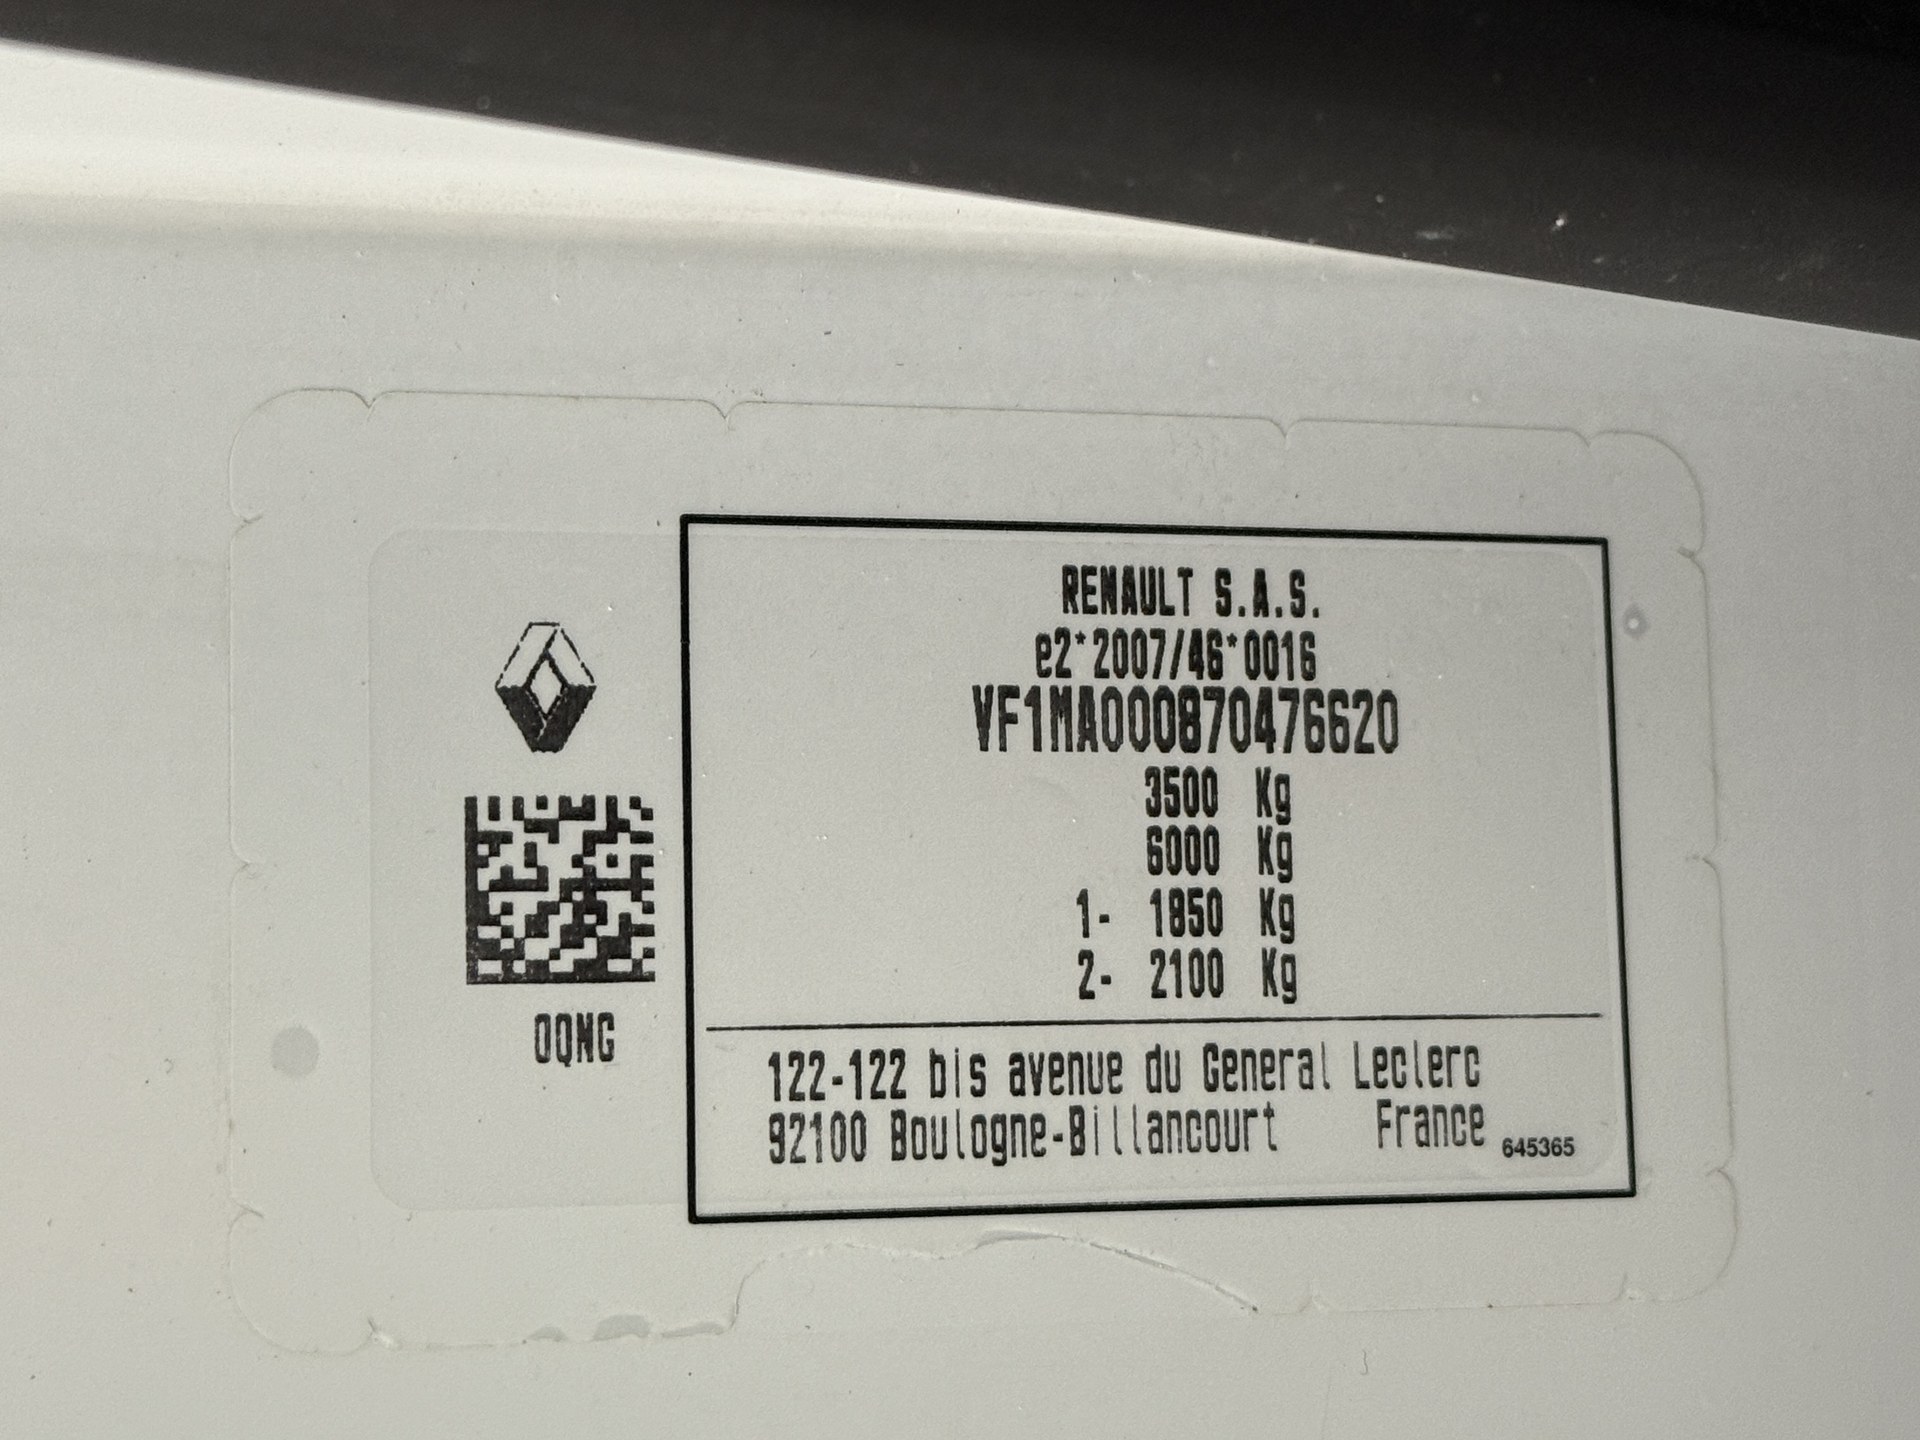 RENAULT S.A.S.
e2*2007/46*0016
VF1MA000870476620
3500 Kg
6000 Kg
1- 1850 Kg
2- 2100 Kg
OQNG
122-122 bis avenue du General Leclerc
92100 Boulogne-Billancourt France
645365